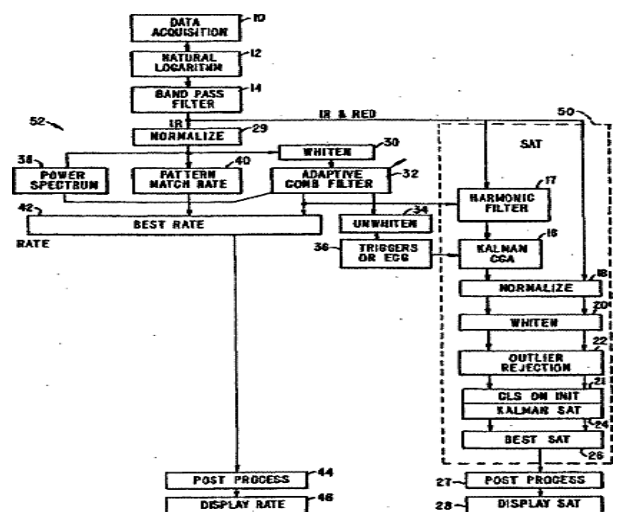 DATA ACQUISITION 10
NATURAL LOGARITHM 12
BAND PASS FILTER 14
IR & RED
50
52
IR
NORMALIZE 29
SAT
WHITEN 30
38 POWER SPECTRUM
PATTERN MATCH RATE 40
ADAPTIVE COMB FILTER 32
17
HARMONIC FILTER
42
BEST RATE
RATE
34
UNWHITEN
36 TRIGGERS OR ECG
16
KALMAN CGA
18
NORMALIZE
20
WHITEN
22
OUTLIER REJECTION
21
CLS ON INIT
KALMAN SAT
24
BEST SAT
26
POST PROCESS 44
27 POST PROCESS
DISPLAY RATE 46
28 DISPLAY SAT